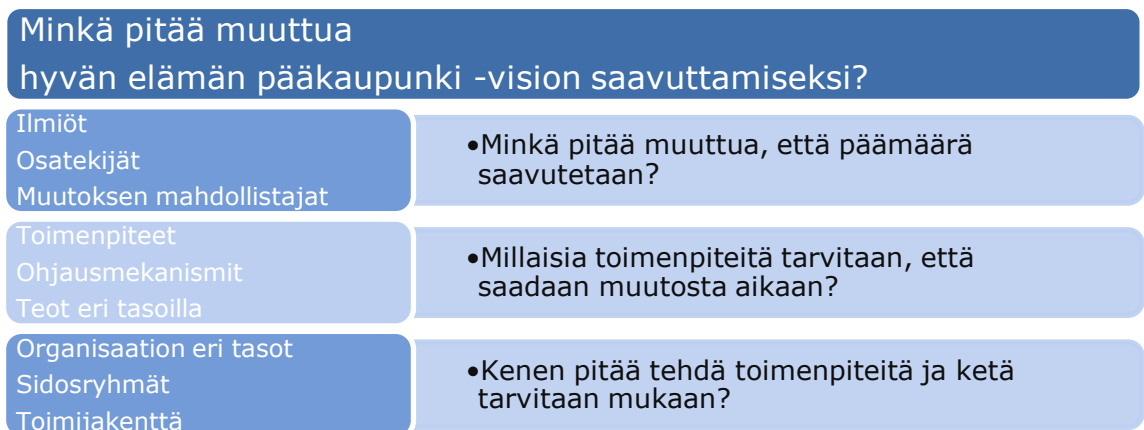 Minkä pitää muuttua
hyvän elämän pääkaupunki -vision saavuttamiseksi?
Ilmiöt
Osatekijät
Muutoksen mahdollistajat
•Minkä pitää muuttua, että päämäärä
saavutetaan?
Toimenpiteet
Ohjausmekanismit
Teot eri tasoilla
•Millaisia toimenpiteitä tarvitaan, että
saadaan muutosta aikaan?
Organisaation eri tasot
Sidosryhmät
Toimijakenttä
•Kenen pitää tehdä toimenpiteitä ja ketä
tarvitaan mukaan?